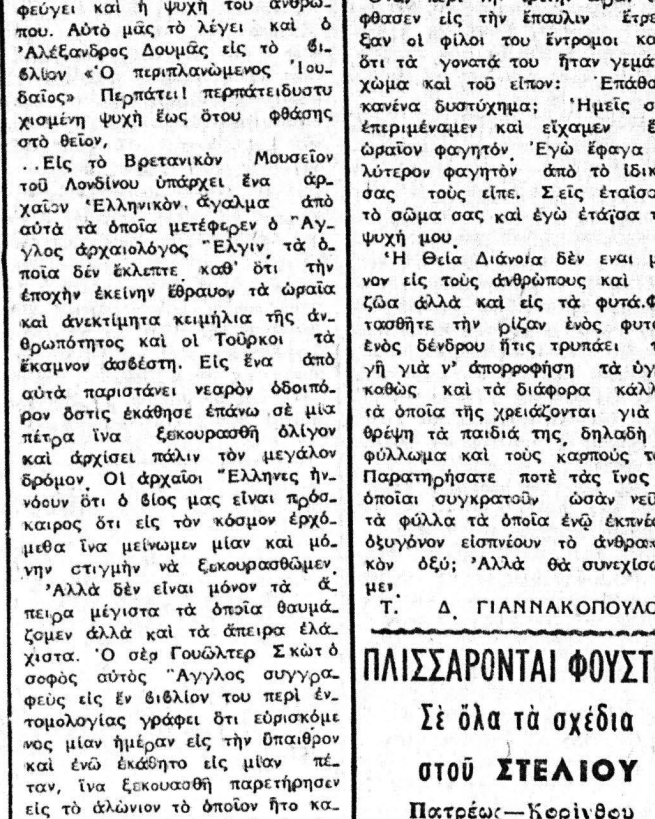 φεύγει καὶ ἡ ψυχὴ τοῦ ἀνθρώ-
που. Αὐτὸ μᾶς τὸ λέγει καὶ ὁ
Ἀλέξανδρος Δουμᾶς εἰς τὸ βι-
βλίον «Ὁ περιπλανώμενος Ἰου-
δαῖος» Περπάτει! περπάτειδυστυ
χισμένη ψυχὴ ἕως ὅτου φθάσης
στὸ θεῖον,
..Εἰς τὸ Βρετανικὸν Μουσεῖον
τοῦ Λονδίνου ὑπάρχει ἕνα ἀρ-
χαῖον Ἑλληνικὸν ἄγαλμα ἀπὸ
αὐτὰ τὰ ὁποῖα μετέφερεν ὁ Ἄγ-
γλος ἀρχαιολόγος Ἔλγιν τὰ ὁ-
ποῖα δέν ἔκλεπτε καθ' ὅτι τὴν
ἐποχὴν ἐκείνην ἔθραυον τὰ ὡραῖα
καὶ ἀνεκτίμητα κειμήλια τῆς ἀν-
θρωπότητος καὶ οἱ Τοῦρκοι τὰ
ἔκαμνον ἀσβέστη. Εἰς ἕνα ἀπὸ
αὐτὰ παριστάνει νεαρὸν ὁδοιπό-
ρον ὅστις ἐκάθησε ἐπάνω σὲ μία
πέτρα ἵνα ξεκουρασθῆ ὀλίγον
καὶ ἀρχίσει πάλιν τὸν μεγάλον
δρόμον. Οἱ ἀρχαῖοι Ἕλληνες ἠν-
νόουν ὅτι ὁ βίος μας εἶναι πρόσ-
καιρος ὅτι εἰς τὸν κόσμον ἐρχό-
μεθα ἵνα μείνωμεν μίαν καὶ μό-
νην στιγμὴν νὰ ξεκουρασθῶμεν.
Ἀλλὰ δὲν εἶναι μόνον τὰ ἄ-
πειρα μέγιστα τὰ ὁποῖα θαυμά-
ζομεν ἀλλὰ καὶ τὰ ἄπειρα ἐλά-
χιστα. Ὁ σὲρ Γουῶλτερ Σκὼτ ὁ
σοφὸς αὐτὸς Ἄγγλος συγγρα-
φεὺς εἰς ἕν βιβλίον του περὶ ἐν-
τομολογίας γράφει ὅτι εὑρισκόμε
νος μίαν ἡμέραν εἰς τὴν ὕπαιθρον
καὶ ἐνῶ ἐκάθητο εἰς μίαν πέ-
ταν, ἵνα ξεκουασθῆ παρετήρησεν
εἰς τὸ ἀλώνιον τὸ ὁποῖον ἦτο κα-
φθασεν εἰς τὴν ἔπαυλιν ἔτρε
ξαν οἱ φίλοι του ἔντρομοι κα
ὅτι τὰ γονατά του ἦταν γεμά
χῶμα καὶ τοῦ εἶπον: Ἐπάθα
κανένα δυστύχημα; Ἡμεῖς σ
ἐπεριμέναμεν καὶ εἴχαμεν
ὡραῖον φαγητόν. Ἐγὼ ἔφαγα
λύτερον φαγητὸν ἀπὸ τὸ ἰδικ
σας τοὺς εἶπε. Σεῖς ἐταΐσα
τὸ σῶμα σας καὶ ἐγὼ ἐτάϊσα τ
ψυχή μου.
Ἡ Θεία Διάνοια δὲν εναι μ
νον εἰς τοὺς ἀνθρώπους καὶ
ζῶα ἀλλὰ καὶ εἰς τὰ φυτά.Φ
τασθῆτε τὴν ρίζαν ἑνὸς φυτ
ἑνὸς δένδρου ἥτις τρυπάει τ
γῆ γιὰ ν' ἀπορροφήση τὰ ὑγ
καθὼς καὶ τὰ διάφορα κάλλ
τὰ ὁποῖα τῆς χρειάζονται γιὰ
θρέψη τὰ παιδιά της, δηλαδὴ
φύλλωμα καὶ τοὺς καρποὺς τ
Παρατηρήσατε ποτὲ τὰς ἵνας
ὁποῖαι συγκρατοῦν ὡσὰν νεῦ
τὰ φύλλα τὰ ὁποῖα ἐνῷ ἐκπνέ
ὀξυγόνον εἰσπνέουν τὸ ἀνθρακ
κὸν ὀξύ; Ἀλλὰ θὰ συνεχίσω
μεν.
Τ. Δ. ΓΙΑΝΝΑΚΟΠΟΥΛΟ
ΠΛΙΣΣΑΡΟΝΤΑΙ ΦΟΥΣΤ
Σὲ ὅλα τὰ σχέδια
στοῦ ΣΤΕΛΙΟΥ
Πατρέως—Κορίνθου